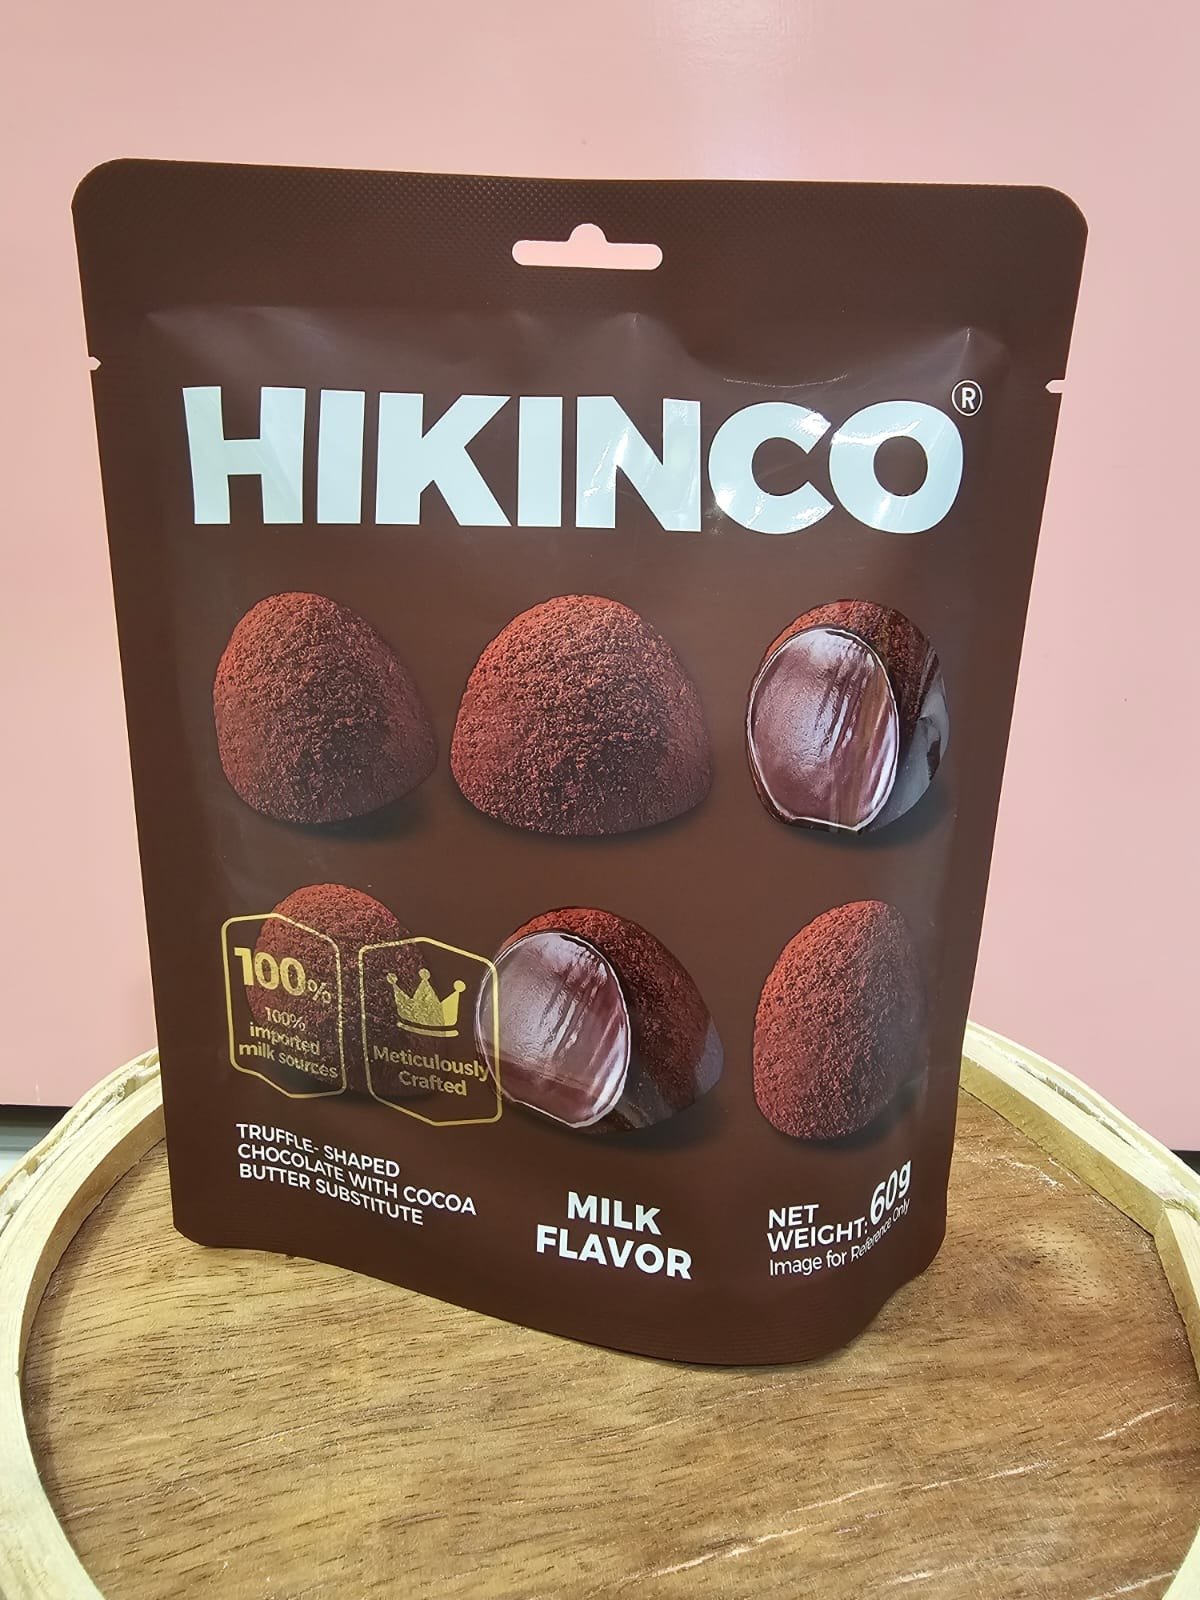 HIKINCO®
100%
100%
imported
milk sources
Meticulously
Crafted
TRUFFLE- SHAPED
CHOCOLATE WITH COCOA
BUTTER SUBSTITUTE
MILK
FLAVOR
NET
WEIGHT: 60g
Image for Reference Only